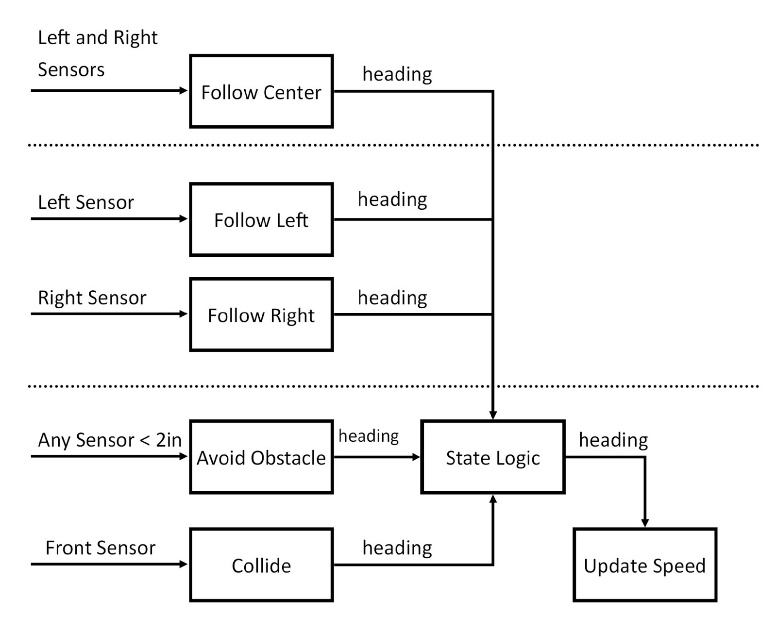 Left and Right
Sensors
heading
Follow Center
Left Sensor
heading
Follow Left
Right Sensor
heading
Follow Right
Any Sensor < 2in
heading
heading
Avoid Obstacle
State Logic
Front Sensor
heading
Collide
Update Speed